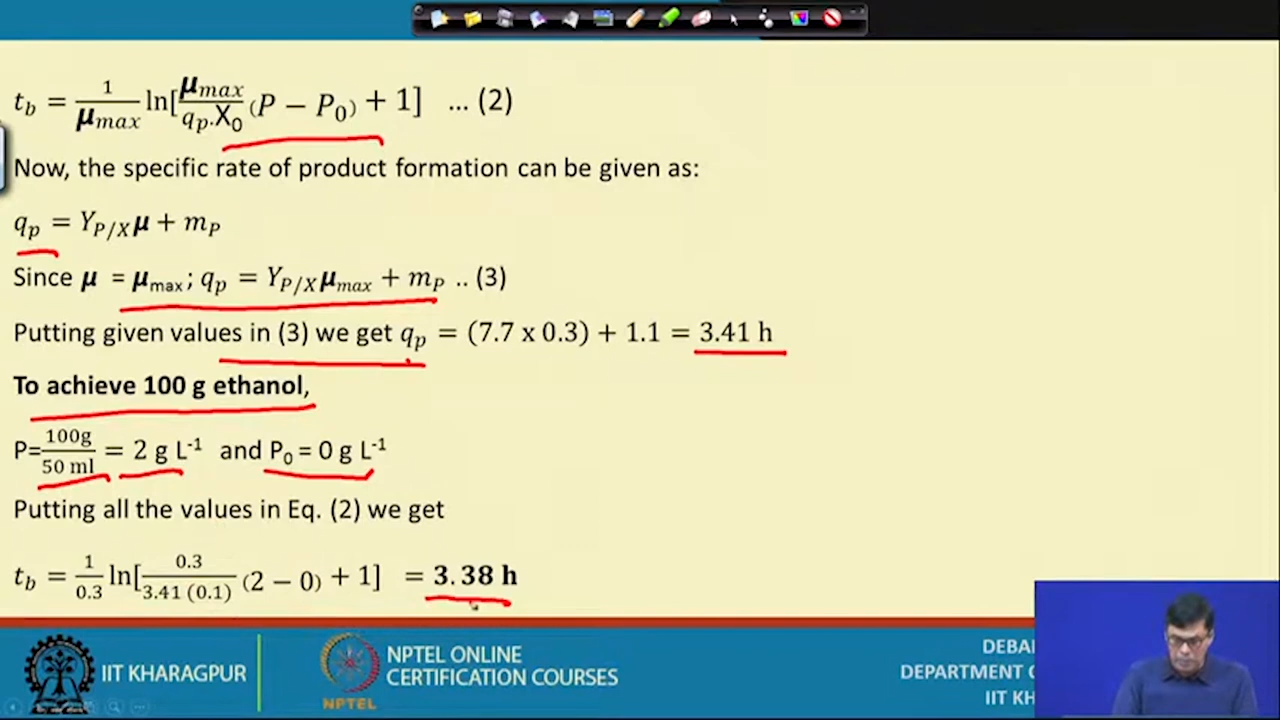 t_b = 1/μ_max ln[μ_max/q_p.X_0 (P − P_0) + 1] ... (2)
Now, the specific rate of product formation can be given as:
q_p = Y_P/X μ + m_P
Since μ = μ_max; q_p = Y_P/X μ_max + m_P .. (3)
Putting given values in (3) we get q_p = (7.7 x 0.3) + 1.1 = 3.41 h
To achieve 100 g ethanol,
P= 100g/50 ml = 2 g L^-1 and P_0 = 0 g L^-1
Putting all the values in Eq. (2) we get
t_b = 1/0.3 ln[0.3/3.41 (0.1) (2 − 0) + 1] = 3.38 h
IIT KHARAGPUR
NPTEL
NPTEL ONLINE
CERTIFICATION COURSES
DEBA
DEPARTMENT
IIT KH